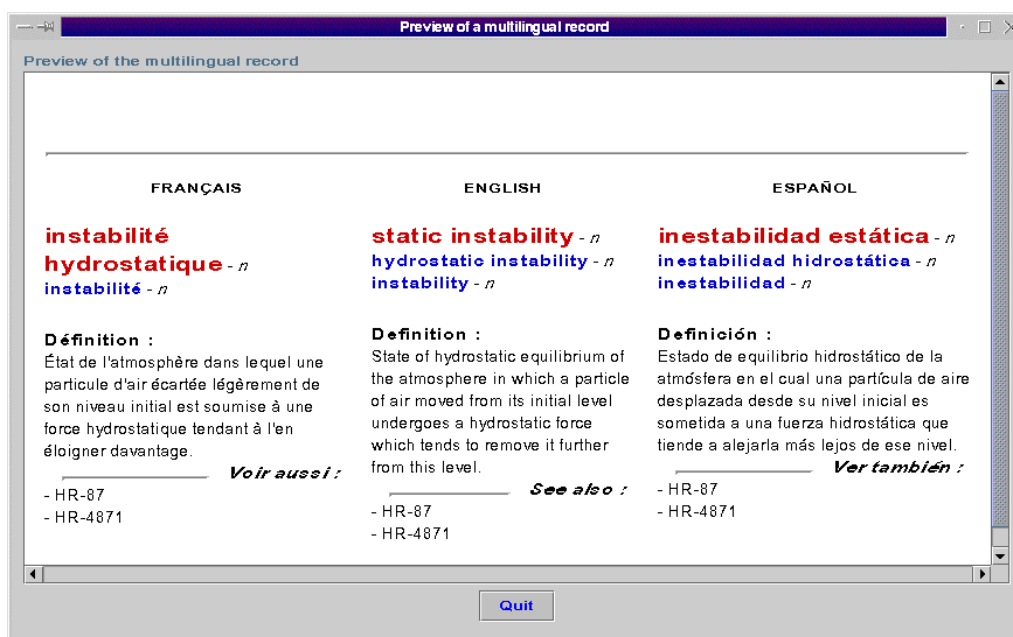 Preview of a multilingual record
Preview of the multilingual record
FRANÇAIS
instabilité
hydrostatique - n
instabilité - n
Définition :
État de l'atmosphère dans lequel une
particule d'air écartée légèrement de
son niveau initial est soumise à une
force hydrostatique tendant à l'en
éloigner davantage.
Voir aussi :
- HR-87
- HR-4871
ENGLISH
static instability - n
hydrostatic instability - n
instability - n
Definition :
State of hydrostatic equilibrium of
the atmosphere in which a particle
of air moved from its initial level
undergoes a hydrostatic force
which tends to remove it further
from this level.
See also :
- HR-87
- HR-4871
ESPAÑOL
inestabilidad estática - n
inestabilidad hidrostática - n
inestabilidad - n
Definición :
Estado de equilibrio hidrostático de la
atmósfera en el cual una partícula de aire
desplazada desde su nivel inicial es
sometida a una fuerza hidrostática que
tiende a alejarla más lejos de ese nivel.
Ver también :
- HR-87
- HR-4871
Quit